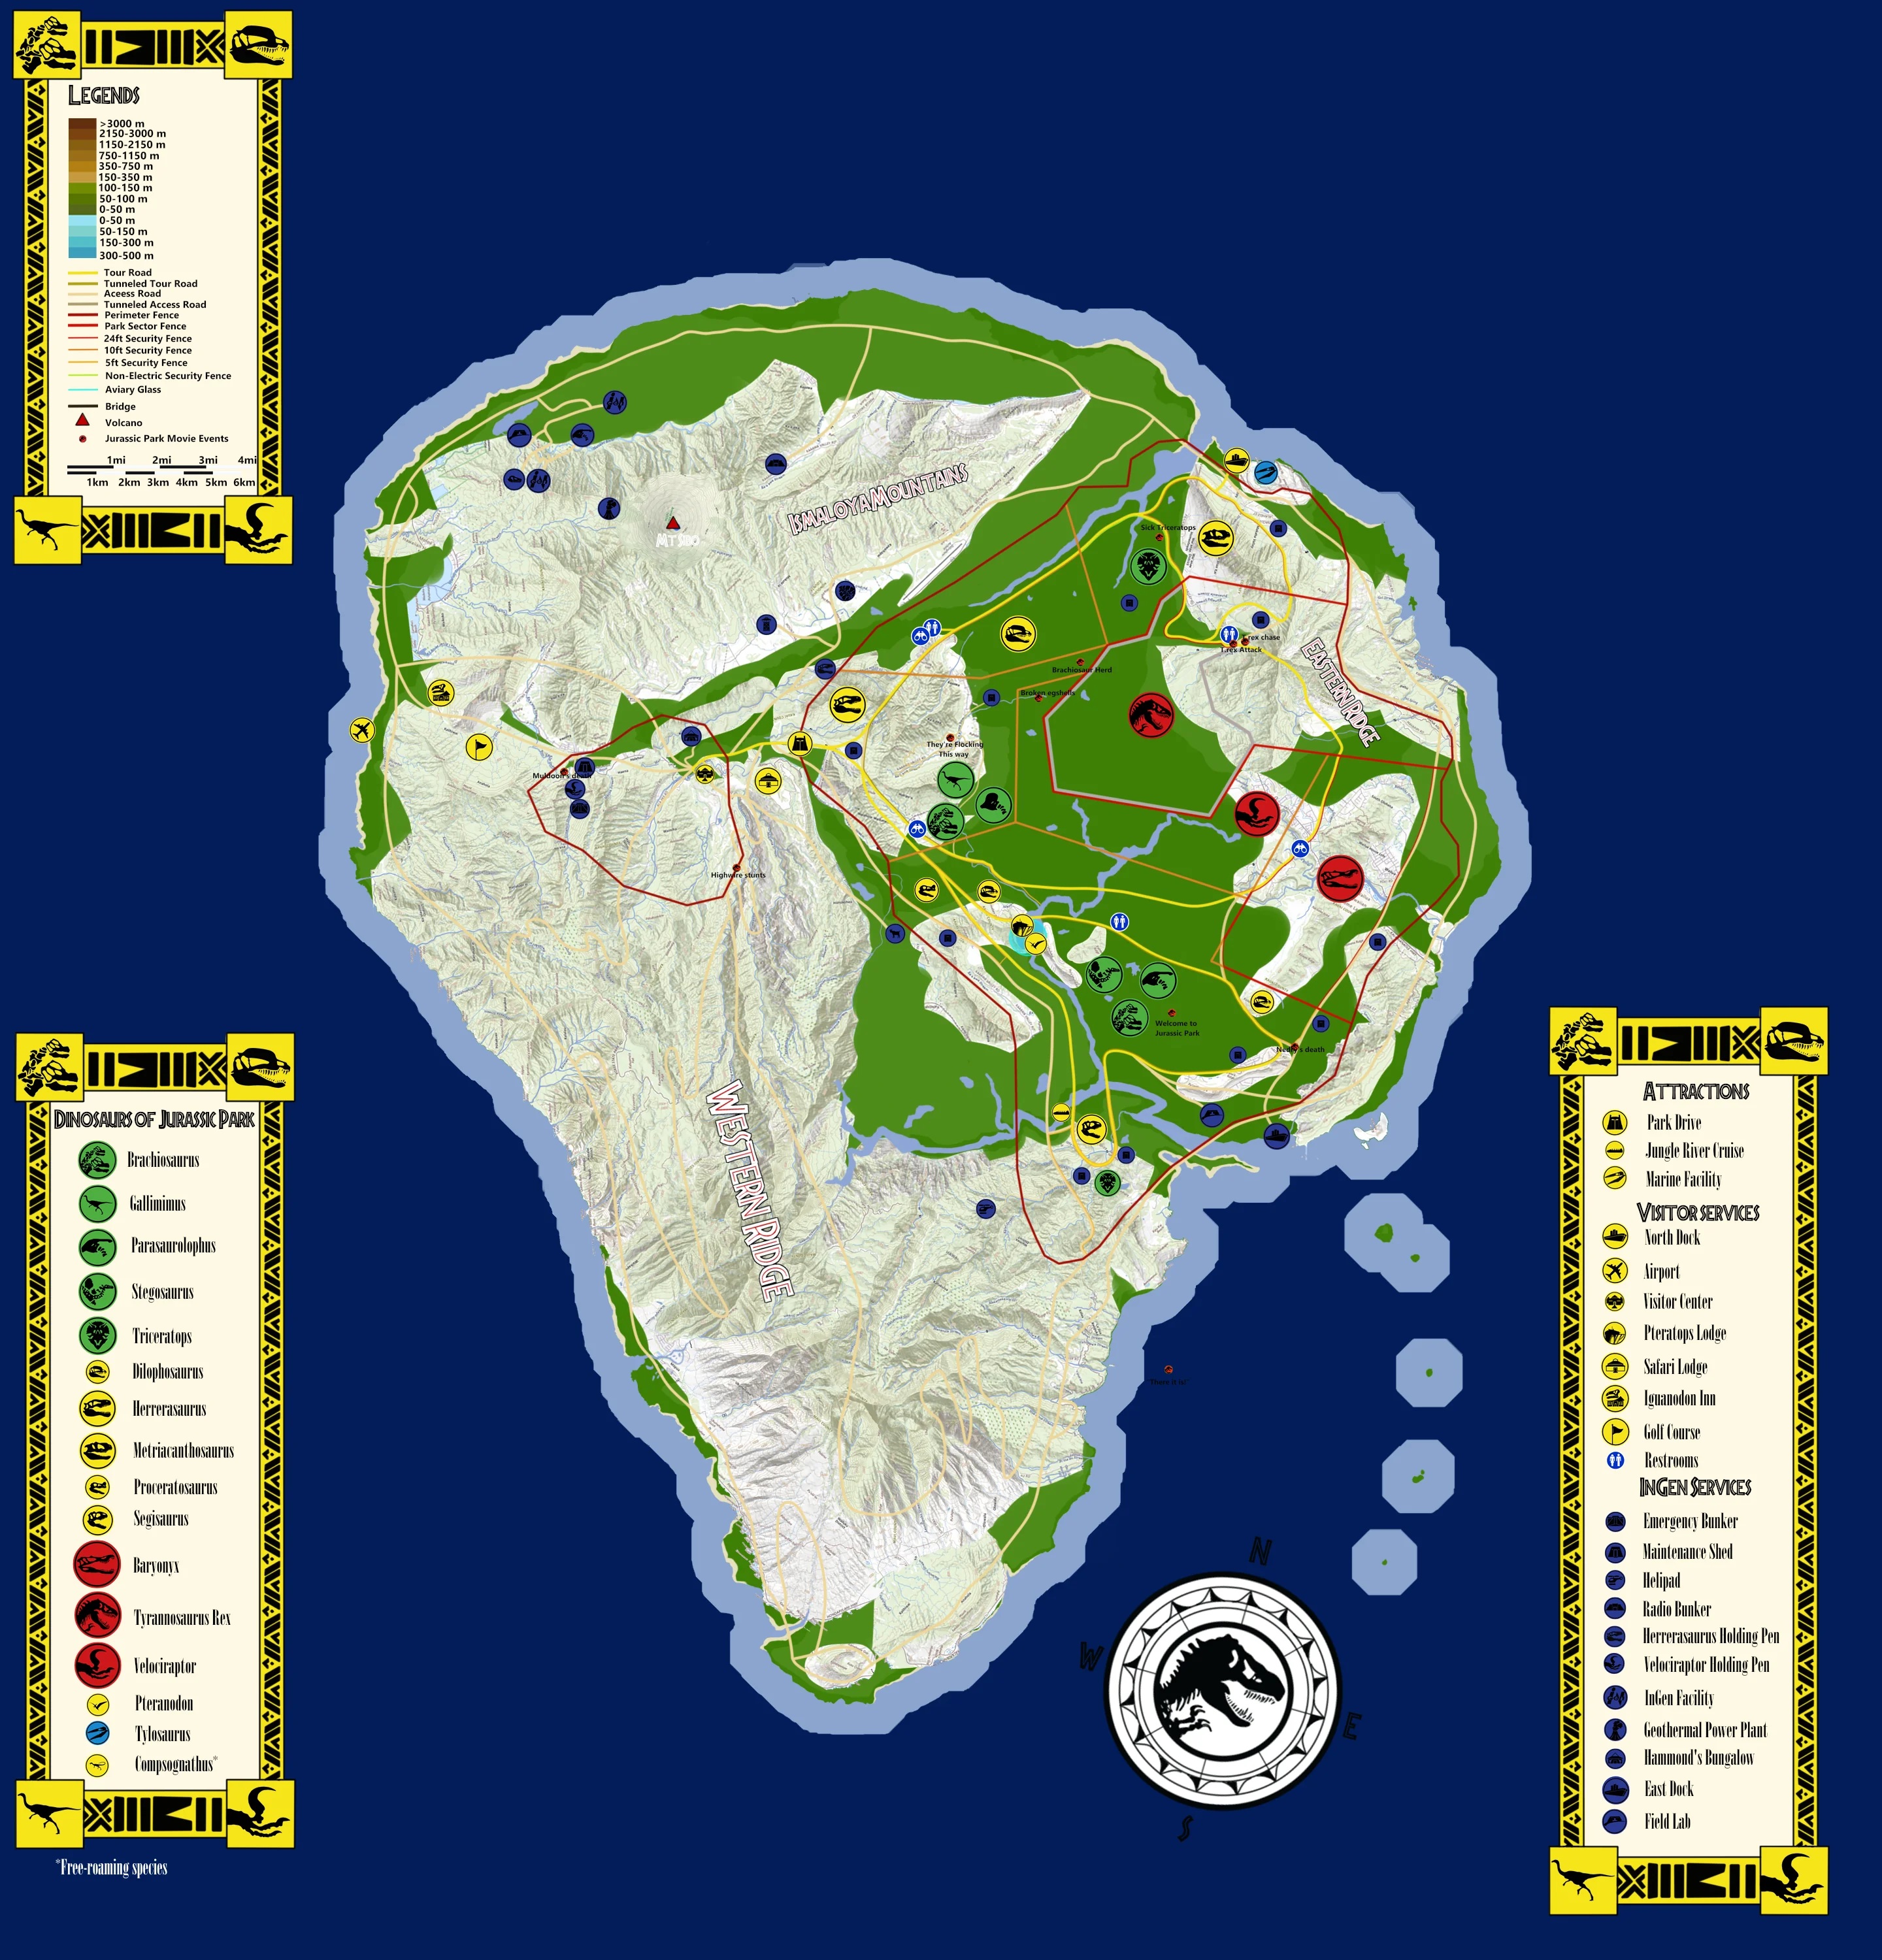 LEGENDS
>3000 m
2150-3000 m
1150-2150 m
750-1150 m
350-750 m
150-350 m
100-150 m
50-100 m
0-50 m
0-50 m
50-150 m
150-300 m
300-500 m
Tour Road
Tunneled Tour Road
Aceess Road
Tunneled Access Road
Perimeter Fence
Park Sector Fence
24ft Security Fence
10ft Security Fence
5ft Security Fence
Non-Electric Security Fence
Aviary Glass
Bridge
Volcano
Jurassic Park Movie Events
1mi 2mi 3mi 4mi
1km 2km 3km 4km 5km 6km
ISMALOYA MOUNTAINS
MT SIBO
Sick Triceratops
T.rex chase
T.rex Attack
EASTERN RIDGE
Brachiosaur Herd
Broken egshells
They're Flocking
This way
Muldoon's death
Highwire stunts
Welcome to
Jurassic Park
Nedry's death
WESTERN RIDGE
There it is!
DINOSAURS OF JURASSIC PARK
Brachiosaurus
Gallimimus
Parasaurolophus
Stegosaurus
Triceratops
Dilophosaurus
Herrerasaurus
Metriacanthosaurus
Proceratosaurus
Segisaurus
Baryonyx
Tyrannosaurus Rex
Velociraptor
Pteranodon
Tylosaurus
Compsognathus*
*Free-roaming species
ATTRACTIONS
Park Drive
Jungle River Cruise
Marine Facility
VISITOR SERVICES
North Dock
Airport
Visitor Center
Pteratops Lodge
Safari Lodge
Iguanodon Inn
Golf Course
Restrooms
INGEN SERVICES
Emergency Bunker
Maintenance Shed
Helipad
Radio Bunker
Herrerasaurus Holding Pen
Velociraptor Holding Pen
InGen Facility
Geothermal Power Plant
Hammond's Bungalow
East Dock
Field Lab
N
W
E
S